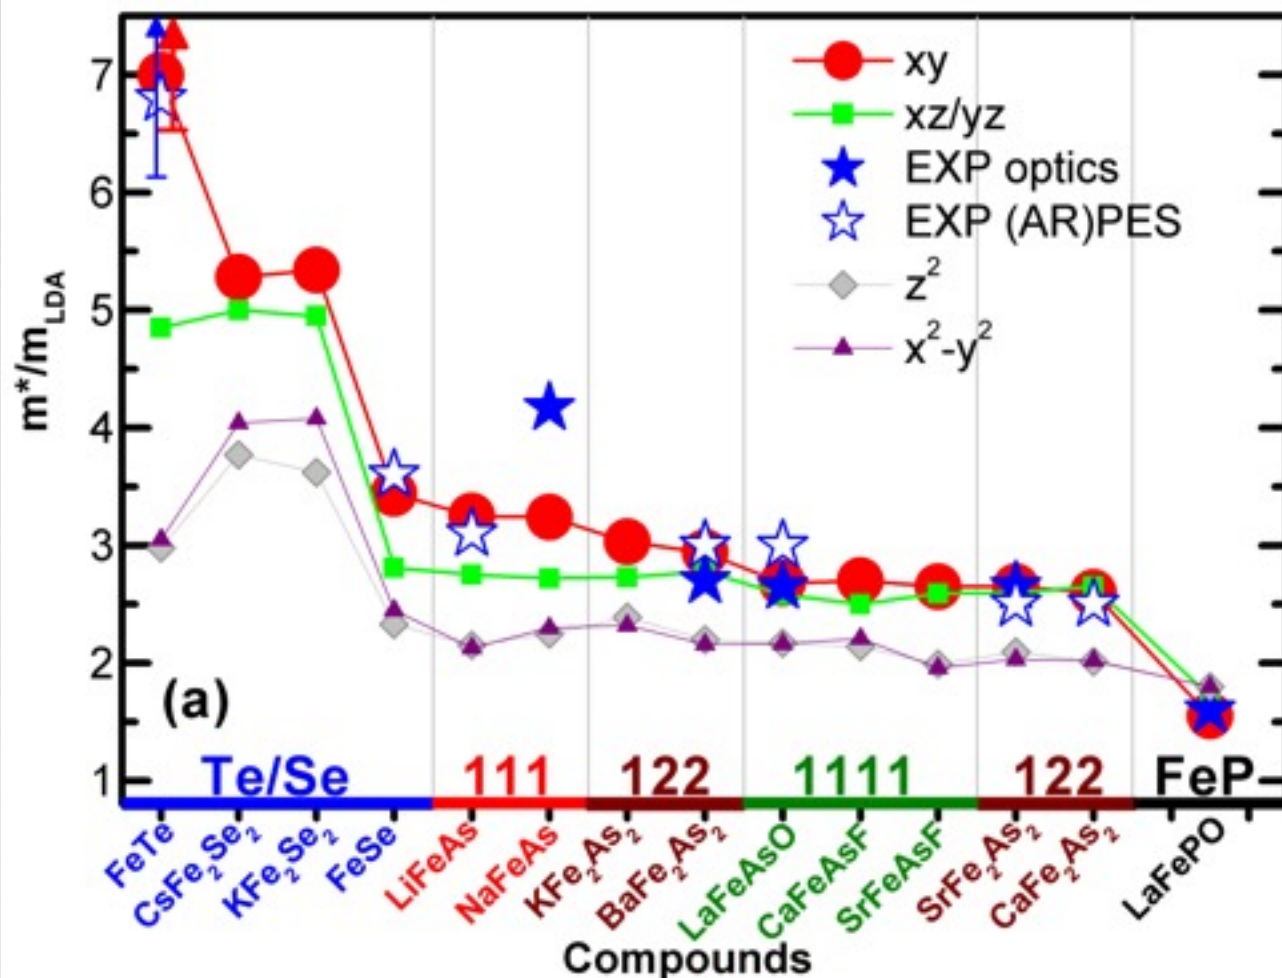 7
6
5
4
3
2
1
m*/m_LDA
xy
xz/yz
EXP optics
EXP (AR)PES
z²
x²-y²
(a)
Te/Se 111 122 1111 122 FeP
FeTe
CsFe₂Se₂
KFe₂Se₂
FeSe
LiFeAs
NaFeAs
KFe₂As₂
BaFe₂As₂
LaFeAsO
CaFeAsF
SrFeAsF
SrFe₂As₂
CaFe₂As₂
LaFePO
Compounds